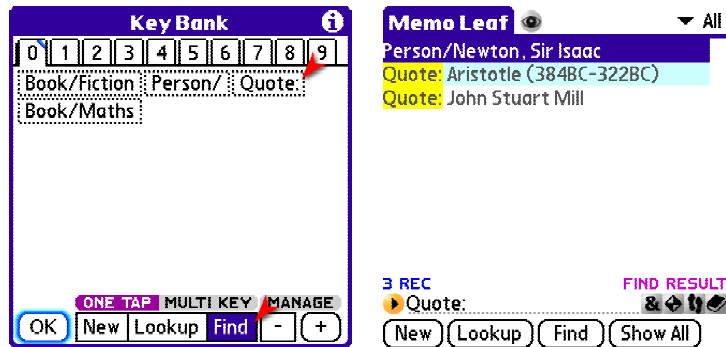 Key Bank
0 1 2 3 4 5 6 7 8 9
Book/Fiction Person/ Quote:
Book/Maths
ONE TAP MULTI KEY MANAGE
OK New Lookup Find - +
Memo Leaf All
Person/Newton, Sir Isaac
Quote: Aristotle (384BC-322BC)
Quote: John Stuart Mill
3 REC FIND RESULT
Quote: &
New Lookup Find Show All